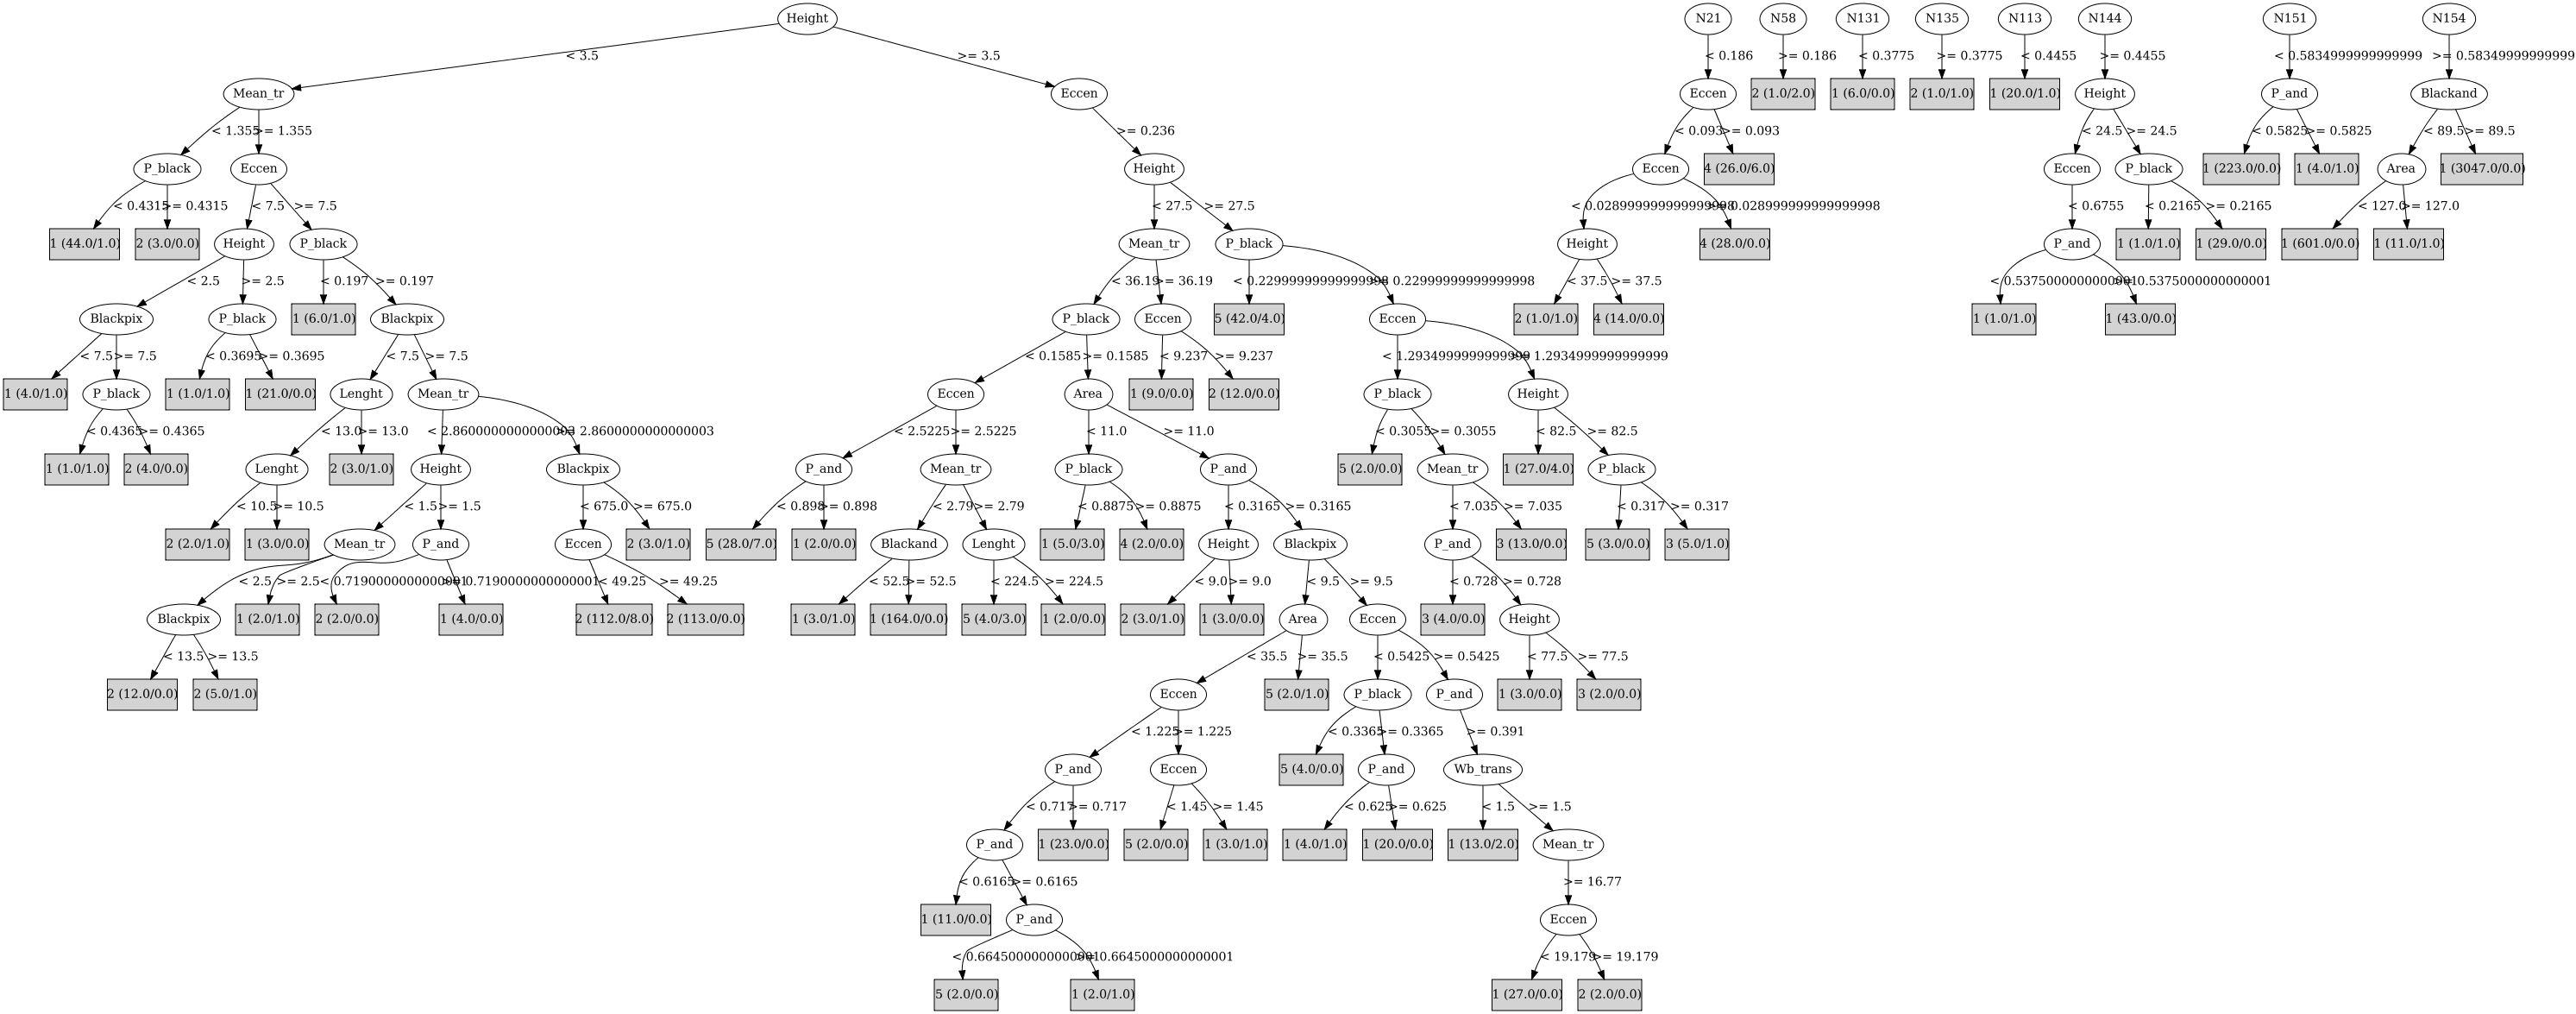 Height N21 N58 N131 N135 N113 N144 N151 N154
< 3.5 >= 3.5 < 0.186 >= 0.186 < 0.3775 >= 0.3775 < 0.4455 >= 0.4455 < 0.5834999999999999 >= 0.5834999999999999
Mean_tr Eccen Eccen 2 (1.0/2.0) 1 (6.0/0.0) 2 (1.0/1.0) 1 (20.0/1.0) Height P_and Blackand
< 1.355 >= 1.355 >= 0.236 < 0.093 >= 0.093 < 24.5 >= 24.5 < 0.5825 >= 0.5825 < 89.5 >= 89.5
P_black Eccen Height Eccen 4 (26.0/6.0) Eccen P_black 1 (223.0/0.0) 1 (4.0/1.0) Area 1 (3047.0/0.0)
< 0.4315 >= 0.4315 < 7.5 >= 7.5 < 27.5 >= 27.5 < 0.028999999999999998 >= 0.028999999999999998 < 0.6755 < 0.2165 >= 0.2165 < 127.0 >= 127.0
1 (44.0/1.0) 2 (3.0/0.0) Height P_black Mean_tr P_black Height 4 (28.0/0.0) P_and 1 (1.0/1.0) 1 (29.0/0.0) 1 (601.0/0.0) 1 (11.0/1.0)
< 2.5 >= 2.5 < 0.197 >= 0.197 < 36.19 >= 36.19 < 0.22999999999999998 >= 0.22999999999999998 < 37.5 >= 37.5 < 0.5375000000000001 >= 0.5375000000000001
Blackpix P_black 1 (6.0/1.0) Blackpix P_black Eccen 5 (42.0/4.0) Eccen 2 (1.0/1.0) 4 (14.0/0.0) 1 (1.0/1.0) 1 (43.0/0.0)
< 7.5 >= 7.5 < 0.3695 >= 0.3695 < 7.5 >= 7.5 < 0.1585 >= 0.1585 < 9.237 >= 9.237 < 1.2934999999999999 >= 1.2934999999999999
1 (4.0/1.0) P_black 1 (1.0/1.0) 1 (21.0/0.0) Lenght Mean_tr Eccen Area 1 (9.0/0.0) 2 (12.0/0.0) P_black Height
< 0.4365 >= 0.4365 < 13.0 >= 13.0 < 2.8600000000000003 >= 2.8600000000000003 < 2.5225 >= 2.5225 < 11.0 >= 11.0 < 0.3055 >= 0.3055 < 82.5 >= 82.5
1 (1.0/1.0) 2 (4.0/0.0) Lenght 2 (3.0/1.0) Height Blackpix P_and Mean_tr P_black P_and 5 (2.0/0.0) Mean_tr 1 (27.0/4.0) P_black
< 10.5 >= 10.5 < 1.5 >= 1.5 < 675.0 >= 675.0 < 0.898 >= 0.898 < 2.79 >= 2.79 < 0.8875 >= 0.8875 < 0.3165 >= 0.3165 < 7.035 >= 7.035 < 0.317 >= 0.317
2 (2.0/1.0) 1 (3.0/0.0) Mean_tr P_and Eccen 2 (3.0/1.0) 5 (28.0/7.0) 1 (2.0/0.0) Blackand Lenght 1 (5.0/3.0) 4 (2.0/0.0) Height Blackpix P_and 3 (13.0/0.0) 5 (3.0/0.0) 3 (5.0/1.0)
< 2.5 >= 2.5 < 0.7190000000000001 >= 0.7190000000000001 < 49.25 >= 49.25 < 52.5 >= 52.5 < 224.5 >= 224.5 < 9.0 >= 9.0 < 9.5 >= 9.5 < 0.728 >= 0.728
Blackpix 1 (2.0/1.0) 2 (2.0/0.0) 1 (4.0/0.0) 2 (112.0/8.0) 2 (113.0/0.0) 1 (3.0/1.0) 1 (164.0/0.0) 5 (4.0/3.0) 1 (2.0/0.0) 2 (3.0/1.0) 1 (3.0/0.0) Area Eccen 3 (4.0/0.0) Height
< 13.5 >= 13.5 < 35.5 >= 35.5 < 0.5425 >= 0.5425 < 77.5 >= 77.5
2 (12.0/0.0) 2 (5.0/1.0) Eccen 5 (2.0/1.0) P_black P_and 1 (3.0/0.0) 3 (2.0/0.0)
< 1.225 >= 1.225 < 0.3365 >= 0.3365 >= 0.391
P_and Eccen 5 (4.0/0.0) P_and Wb_trans
< 0.717 >= 0.717 < 1.45 >= 1.45 < 0.625 >= 0.625 < 1.5 >= 1.5
P_and 1 (23.0/0.0) 5 (2.0/0.0) 1 (3.0/1.0) 1 (4.0/1.0) 1 (20.0/0.0) 1 (13.0/2.0) Mean_tr
< 0.6165 >= 0.6165 >= 16.77
1 (11.0/0.0) P_and Eccen
< 0.6645000000000001 >= 0.6645000000000001 < 19.179 >= 19.179
5 (2.0/0.0) 1 (2.0/1.0) 1 (27.0/0.0) 2 (2.0/0.0)